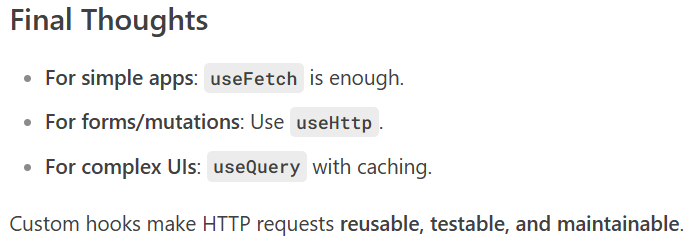 Final Thoughts
For simple apps: useFetch is enough.
For forms/mutations: Use useHttp.
For complex UIs: useQuery with caching.
Custom hooks make HTTP requests reusable, testable, and maintainable.